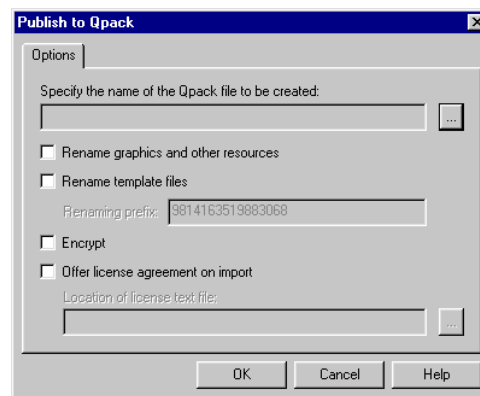 Publish to Qpack
Options
Specify the name of the Qpack file to be created:
...
Rename graphics and other resources
Rename template files
Renaming prefix: 9814163519883068
Encrypt
Offer license agreement on import
Location of license text file:
...
OK Cancel Help